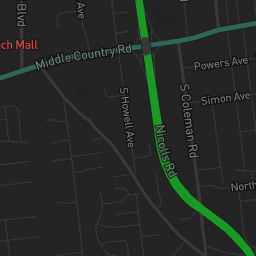 Blvd
Ave
ch Mall
Middle Country Rd
Powers Ave
S Howell Ave
Simon Ave
S Coleman Rd
Nicolls Rd
North